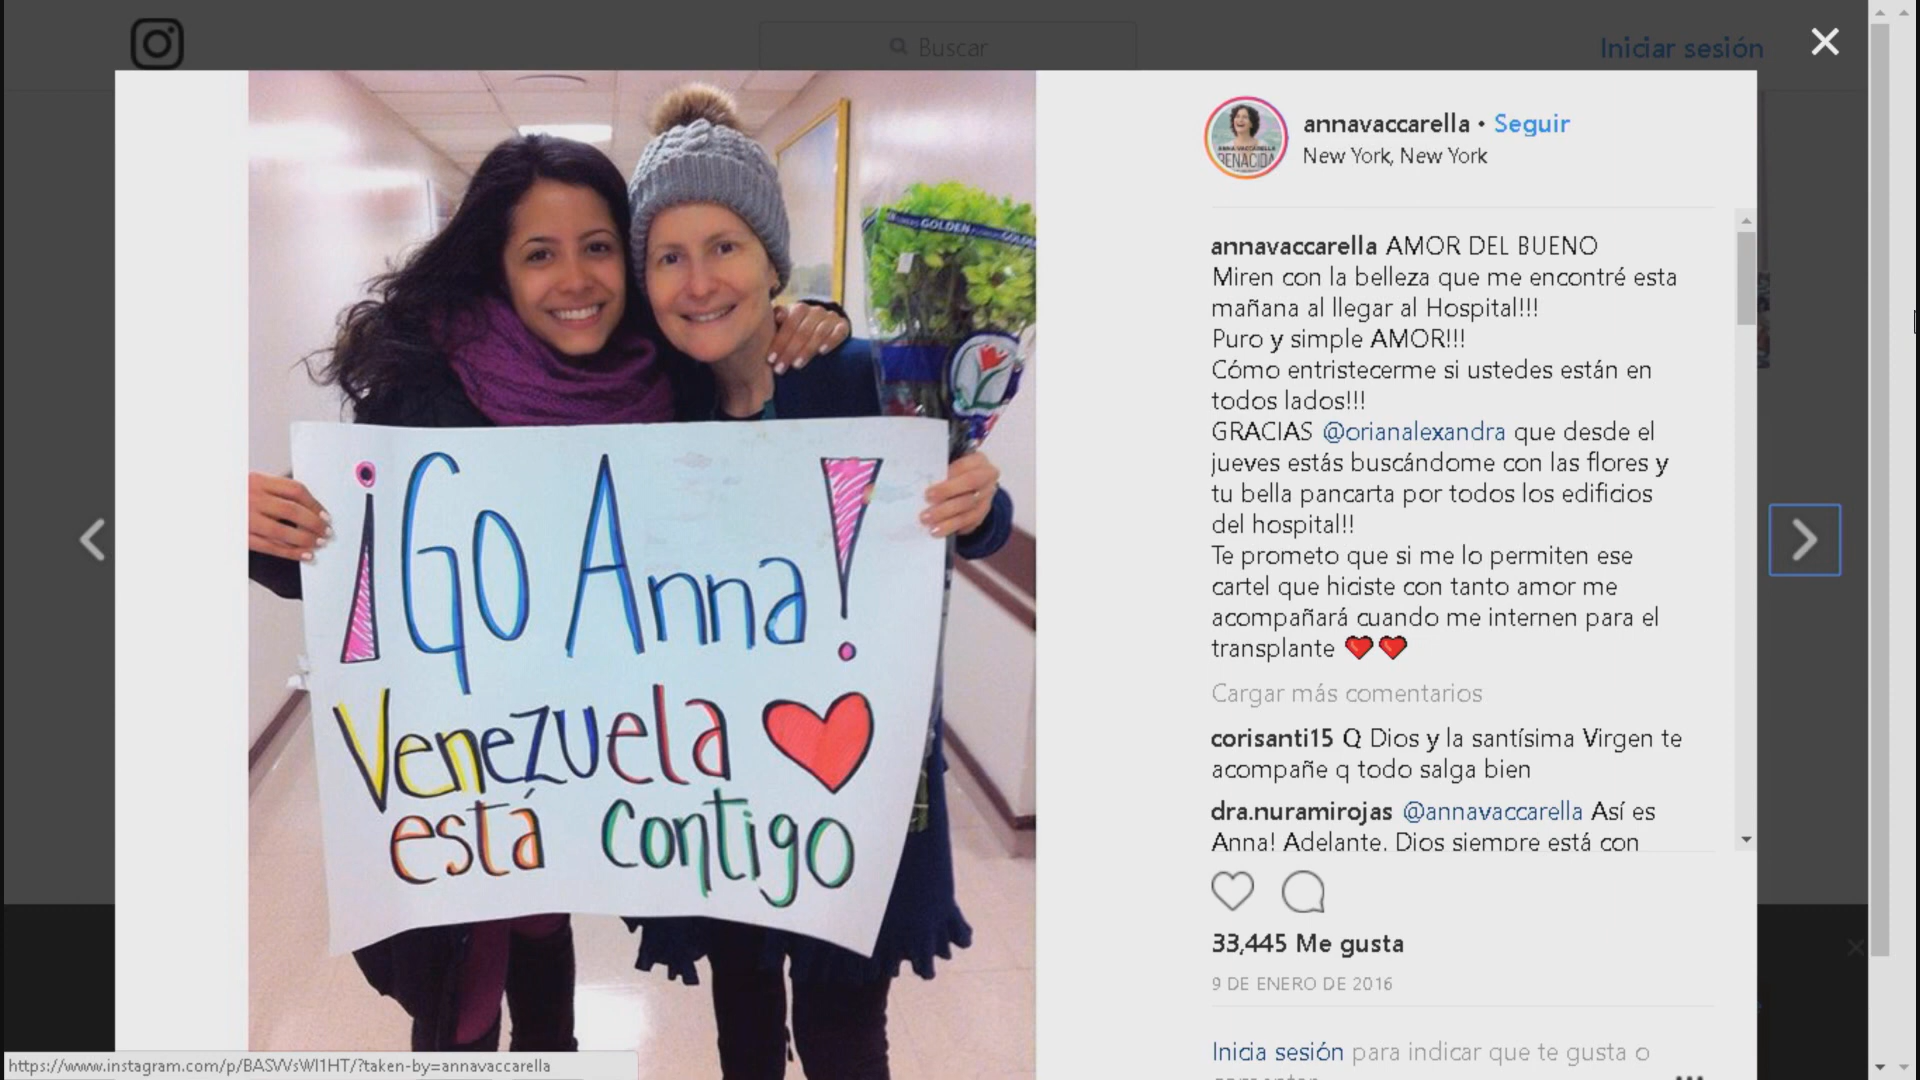 Buscar
Iniciar sesión
annavaccarella • Seguir
New York, New York
ANNA VACCARELLA
RENACIDA
GOLDEN
¡Go Anna!
Venezuela
está contigo
annavaccarella AMOR DEL BUENO
Miren con la belleza que me encontré esta
mañana al llegar al Hospital!!!
Puro y simple AMOR!!!
Cómo entristecerme si ustedes están en
todos lados!!!
GRACIAS @orianalexandra que desde el
jueves estás buscándome con las flores y
tu bella pancarta por todos los edificios
del hospital!!
Te prometo que si me lo permiten ese
cartel que hiciste con tanto amor me
acompañará cuando me internen para el
transplante ❤️❤️
Cargar más comentarios
corisanti15 Q Dios y la santísima Virgen te
acompañe q todo salga bien
dra.nuramirojas @annavaccarella Así es
Anna! Adelante. Dios siempre está con
33,445 Me gusta
9 DE ENERO DE 2016
Inicia sesión para indicar que te gusta o
https://www.instagram.com/p/BASVVsWl1HT/?taken-by=annavaccarella